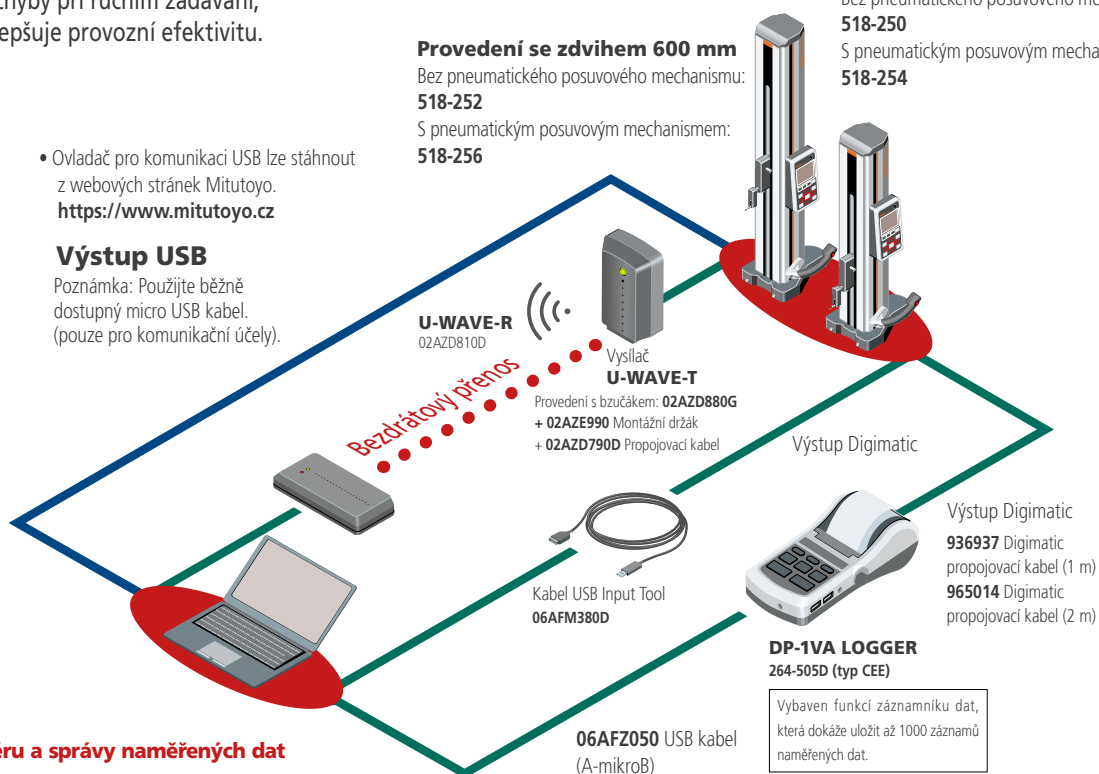 chyby při ručním zadávání,
epšuje provozní efektivitu.
Provedení se zdvihem 600 mm
Bez pneumatického posuvového mechanismu:
518-252
S pneumatickým posuvovým mechanismem:
518-256
518-250
S pneumatickým posuvovým mecha
518-254
• Ovladač pro komunikaci USB lze stáhnout
z webových stránek Mitutoyo.
https://www.mitutoyo.cz
Výstup USB
Poznámka: Použijte běžně
dostupný micro USB kabel.
(pouze pro komunikační účely).
U-WAVE-R
02AZD810D
Bezdrátový přenos
Vysílač
U-WAVE-T
Provedení s bzučákem: 02AZD880G
+ 02AZE990 Montážní držák
+ 02AZD790D Propojovací kabel
Výstup Digimatic
Kabel USB Input Tool
06AFM380D
Výstup Digimatic
936937 Digimatic
propojovací kabel (1 m)
965014 Digimatic
propojovací kabel (2 m)
DP-1VA LOGGER
264-505D (typ CEE)
Vybaven funkcí záznamníku dat,
která dokáže uložit až 1000 záznamů
naměřených dat.
06AFZ050 USB kabel
(A-mikroB)
ěru a správy naměřených dat